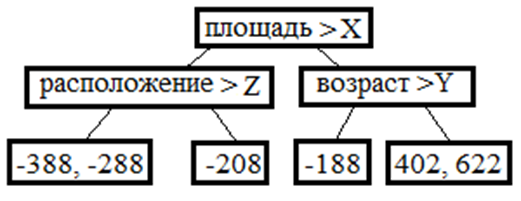 площадь > X
расположение > Z
возраст >Y
-388, -288
-208
-188
402, 622